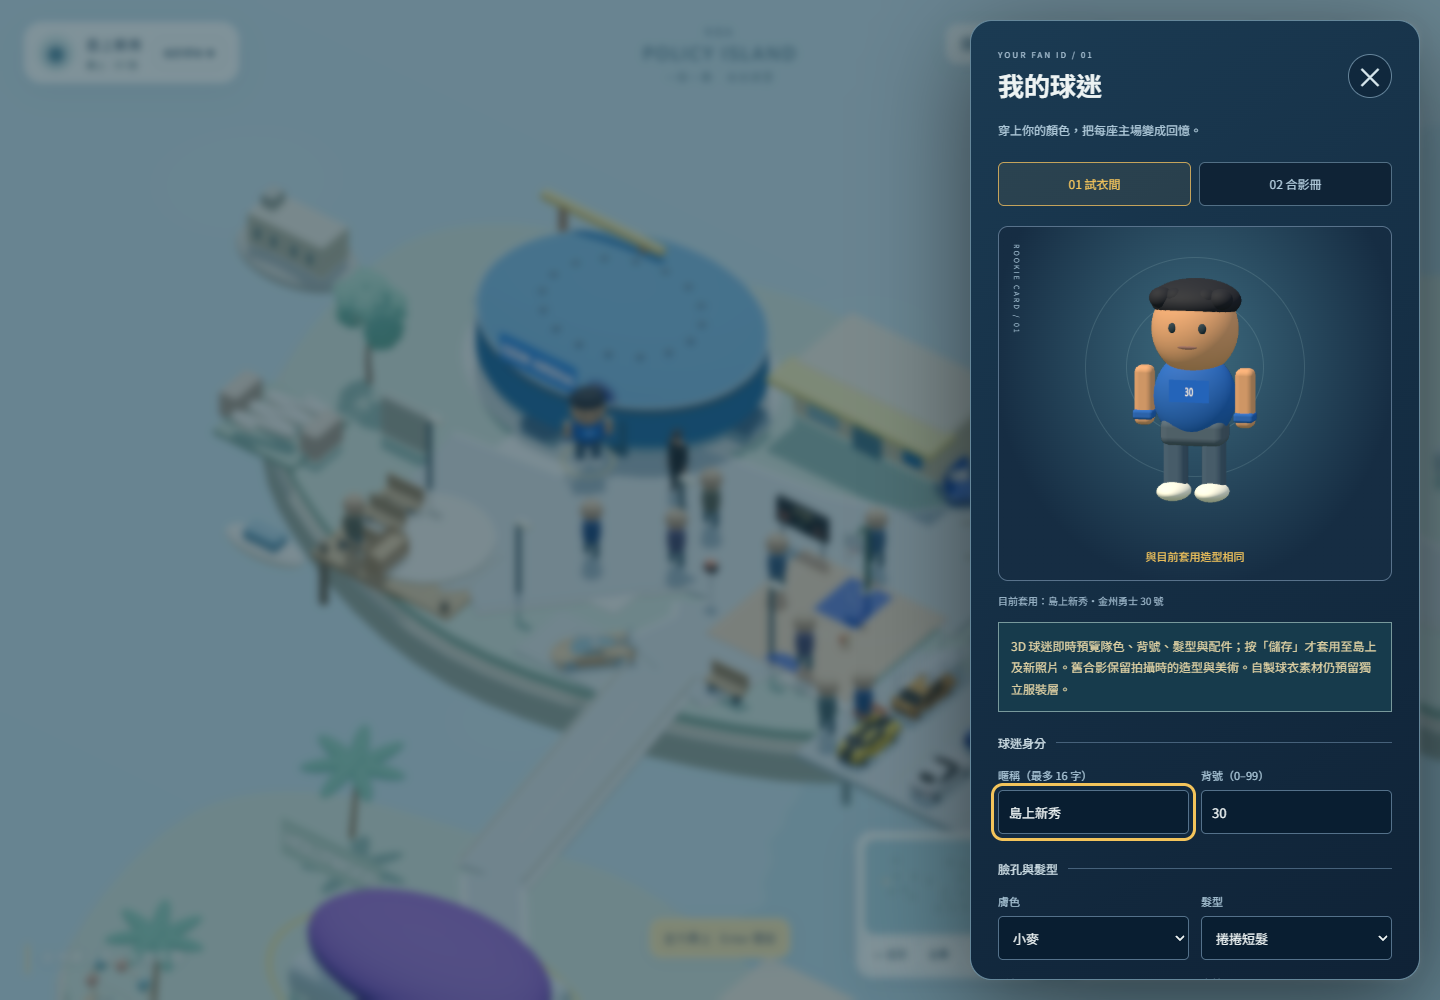 POLICY ISLAND
YOUR FAN ID / 01
我的球迷
穿上你的顏色，把每座主場變成回憶。
01 試衣間
02 合影冊
ROOKIE CARD / 01
30
與目前套用造型相同
目前套用：島上新秀・金州勇士 30 號
3D 球迷即時預覽隊色、背號、髮型與配件；按「儲存」才套用至島上
及新照片。舊合影保留拍攝時的造型與美術。自製球衣素材仍預留獨
立服裝層。
球迷身分
暱稱（最多 16 字）
背號（0–99）
島上新秀
30
臉孔與髮型
膚色
髮型
小麥
捲捲短髮